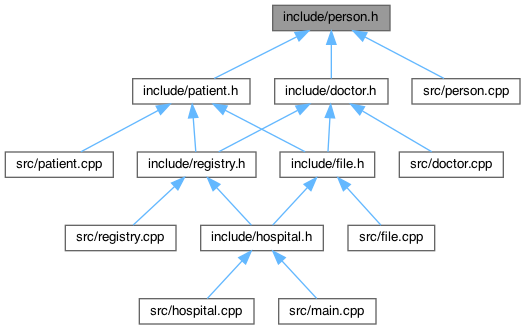 include/person.h
include/patient.h
include/doctor.h
src/person.cpp
src/patient.cpp
include/registry.h
include/file.h
src/doctor.cpp
src/registry.cpp
include/hospital.h
src/file.cpp
src/hospital.cpp
src/main.cpp